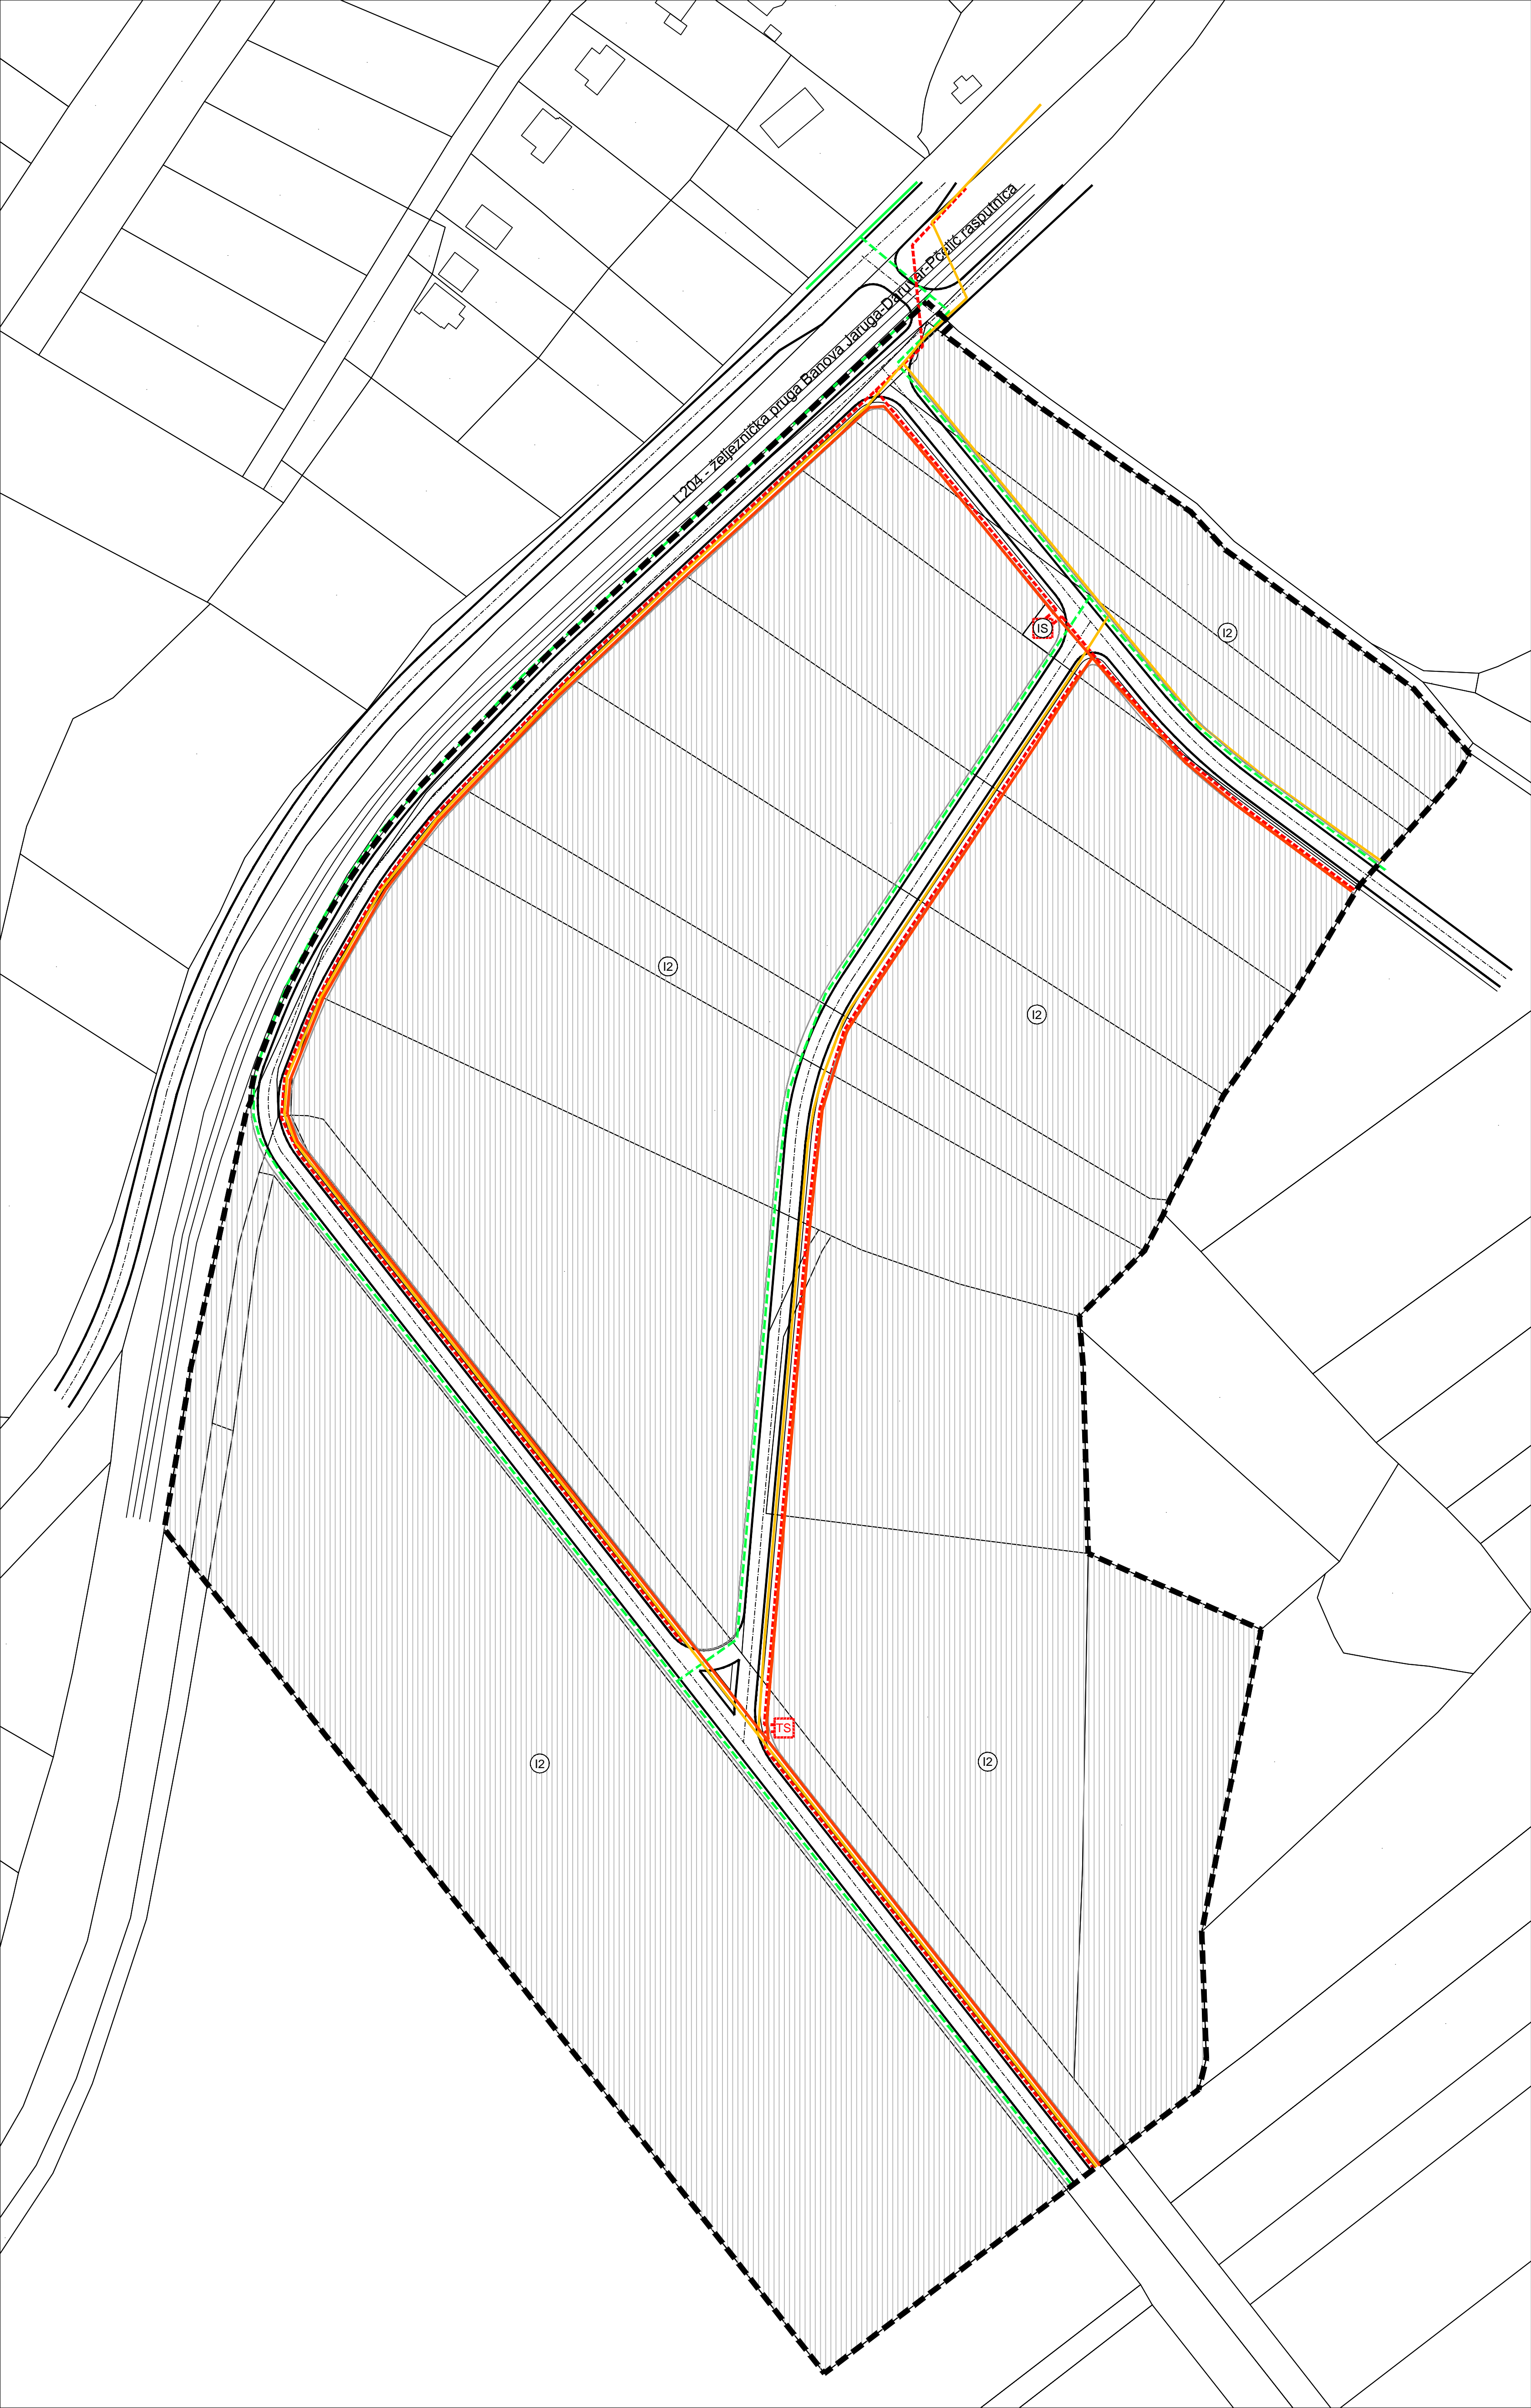 L204 - željeznička pruga Banova Jaruga-Daruvar-Pčelić rasputnica
IS
I2
I2
I2
TS
I2
I2